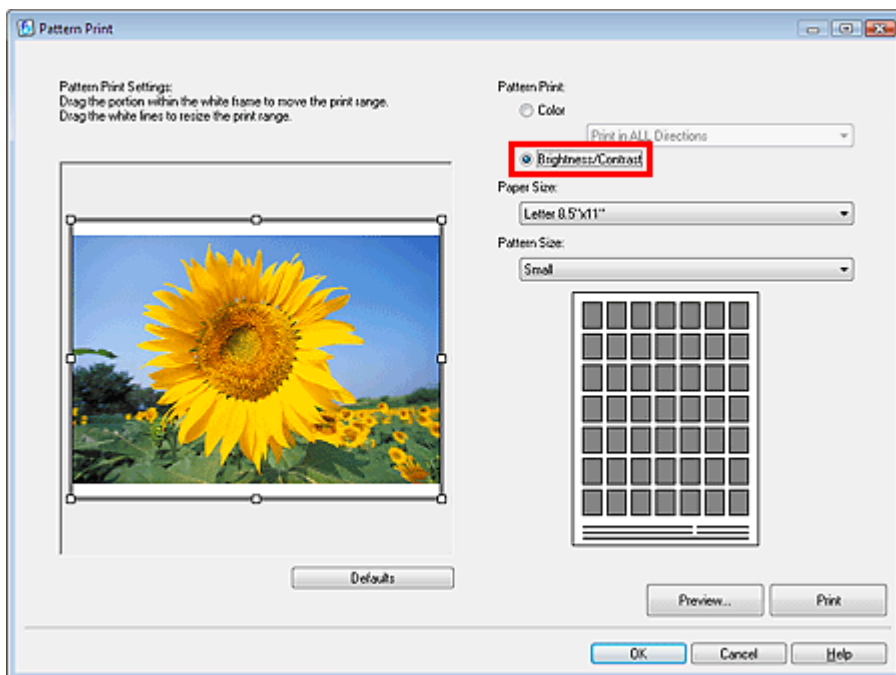 Pattern Print
Pattern Print Settings:
Drag the portion within the white frame to move the print range.
Drag the white lines to resize the print range.
Pattern Print:
Color
Print in ALL Directions
Brightness/Contrast
Paper Size:
Letter 8.5"x11"
Pattern Size:
Small
Defaults
Preview...
Print
OK
Cancel
Help